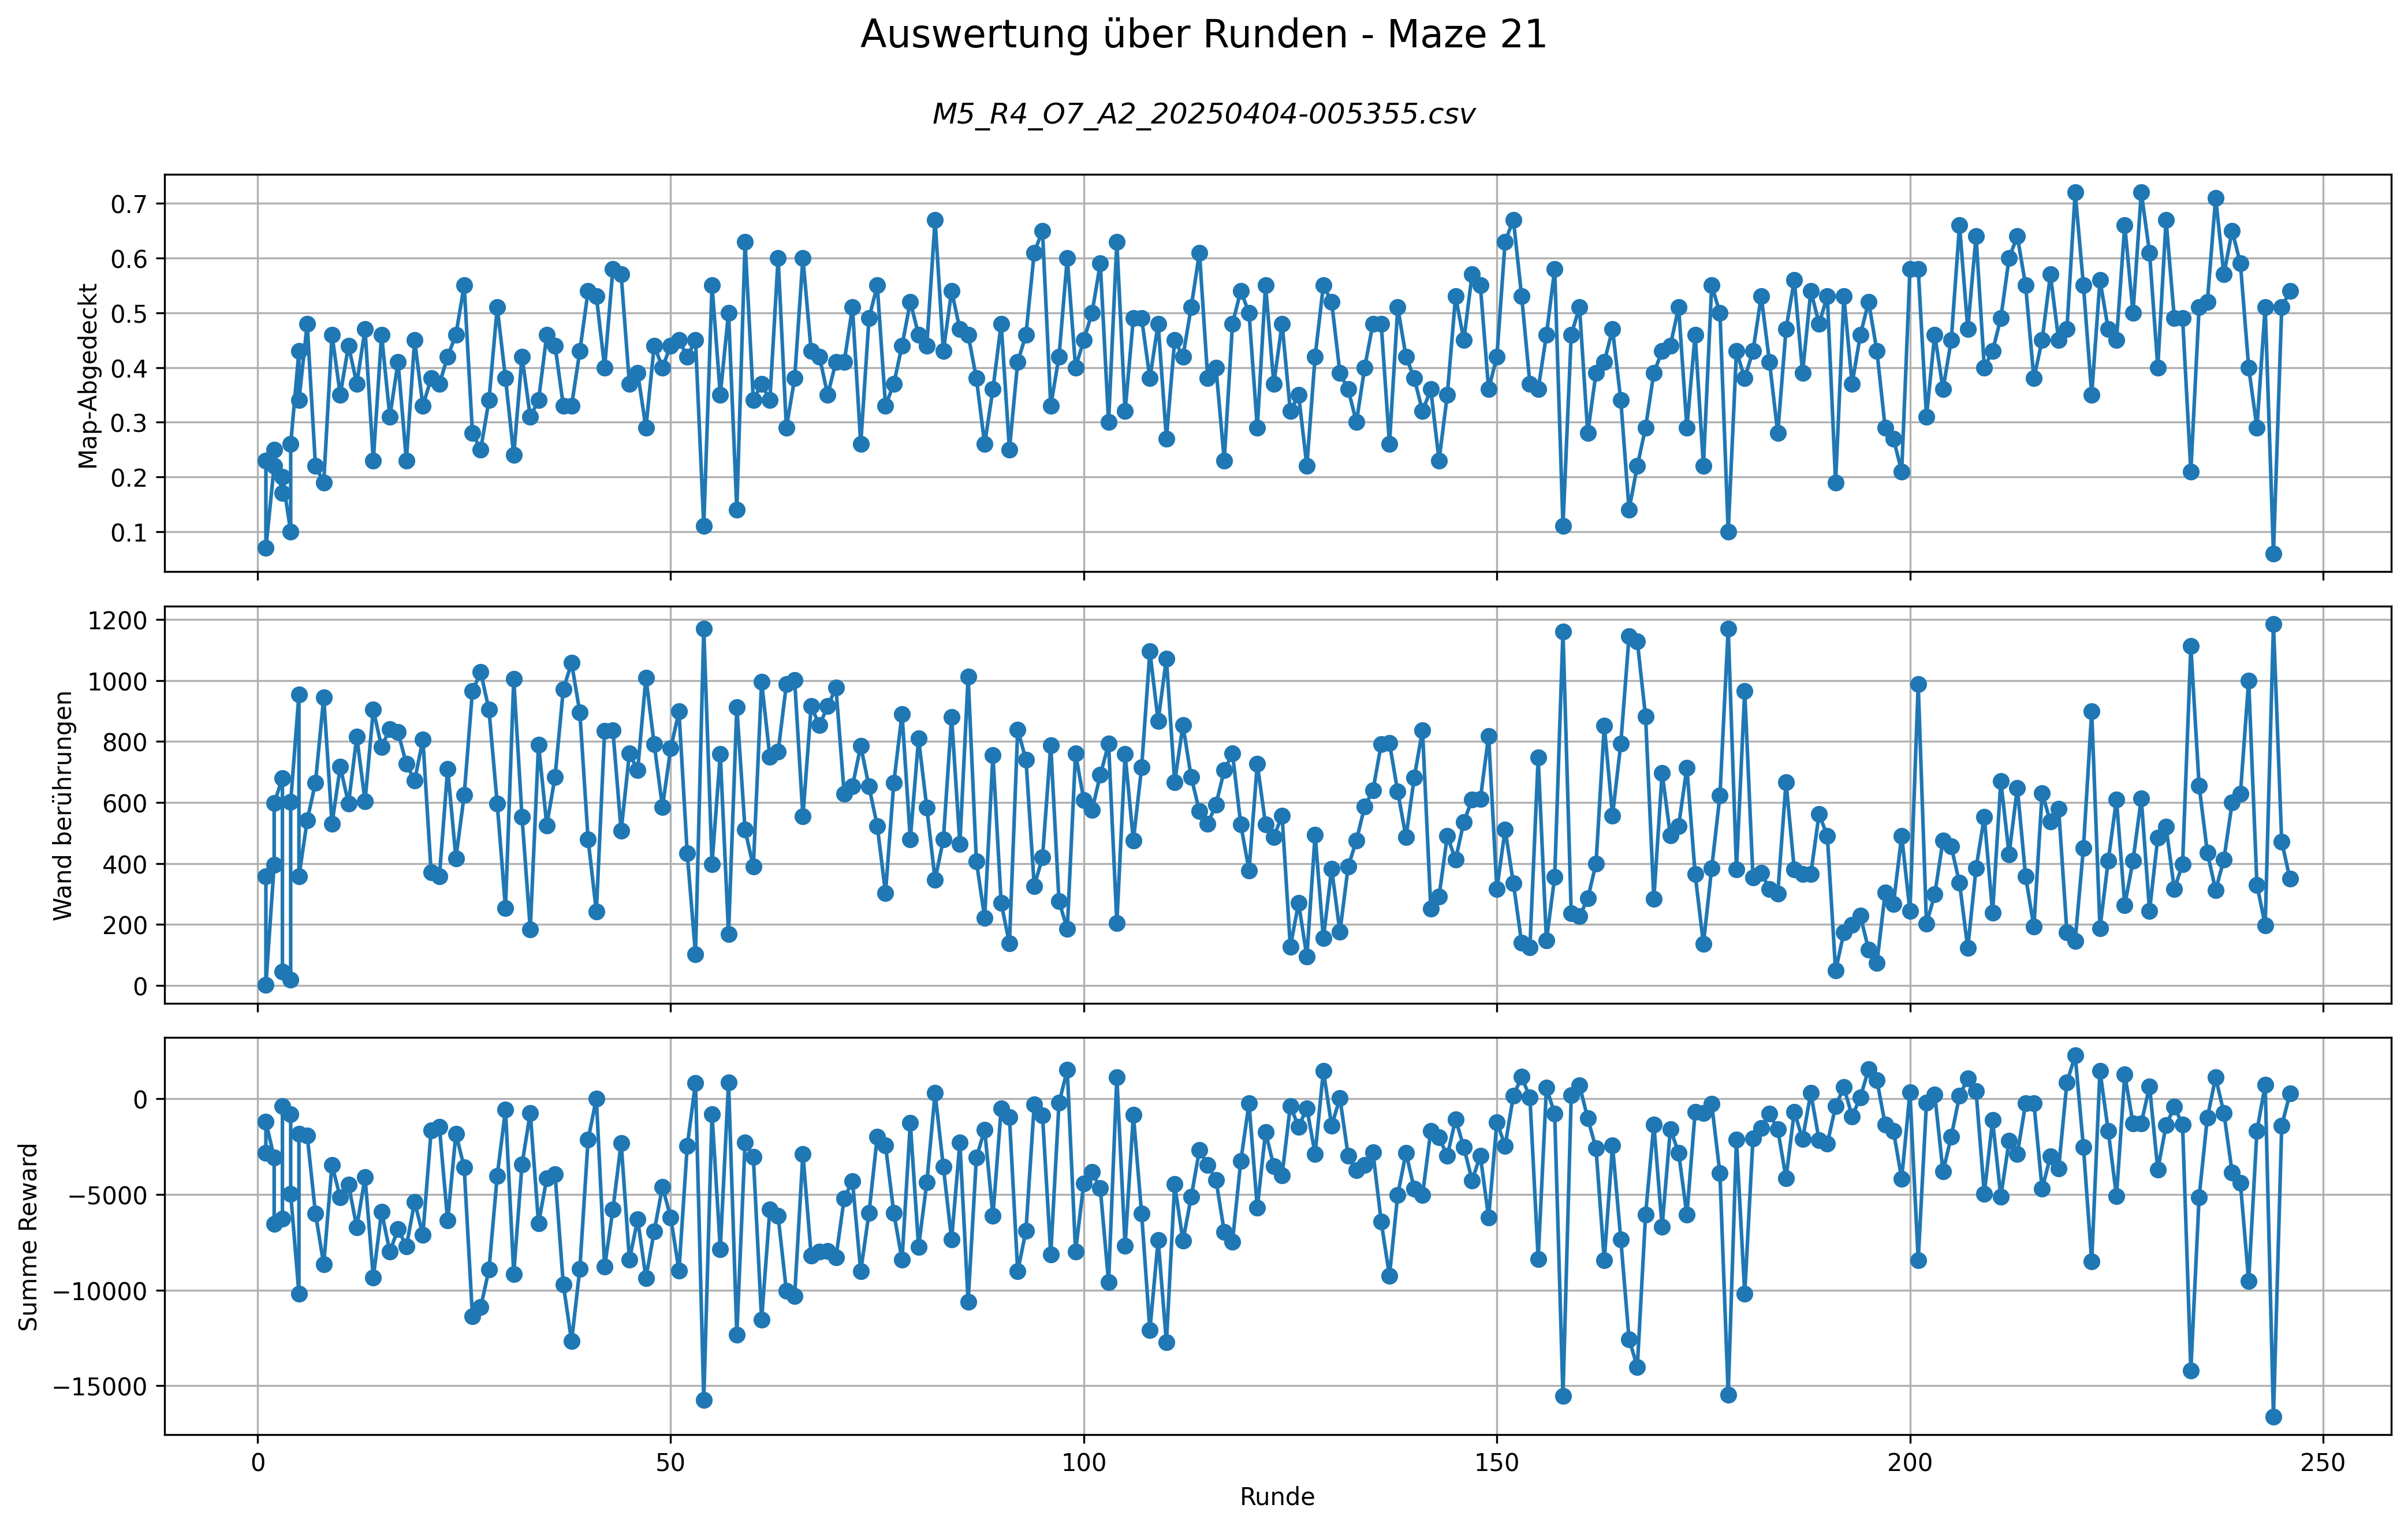 Auswertung über Runden - Maze 21
M5_R4_O7_A2_20250404-005355.csv
Map-Abgedeckt
0.7
0.6
0.5
0.4
0.3
0.2
0.1
Wand berührungen
1200
1000
800
600
400
200
0
Summe Reward
0
−5000
−10000
−15000
0 50 100 150 200 250
Runde